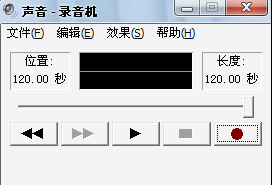 声音 - 录音机
文件(F) 编辑(E) 效果(S) 帮助(H)
位置: 长度:
120.00 秒 120.00 秒